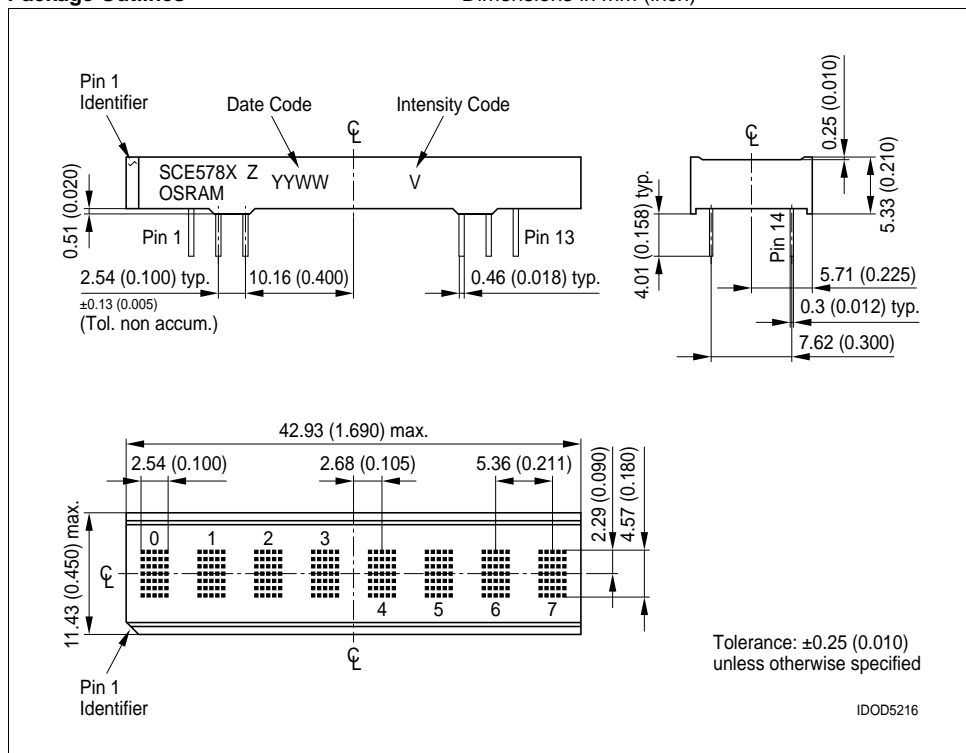 Pin 1
Identifier
Date Code
Intensity Code
CL
SCE578X Z
OSRAM
YYWW
V
0.51 (0.020)
Pin 1
Pin 13
2.54 (0.100) typ.
±0.13 (0.005)
(Tol. non accum.)
10.16 (0.400)
0.46 (0.018) typ.
CL
0.25 (0.010)
5.33 (0.210)
4.01 (0.158) typ.
Pin 14
5.71 (0.225)
0.3 (0.012) typ.
7.62 (0.300)
42.93 (1.690) max.
2.54 (0.100)
2.68 (0.105)
5.36 (0.211)
2.29 (0.090)
4.57 (0.180)
11.43 (0.450) max.
0 1 2 3
CL
4 5 6 7
CL
Pin 1
Identifier
Tolerance: ±0.25 (0.010)
unless otherwise specified
IDOD5216